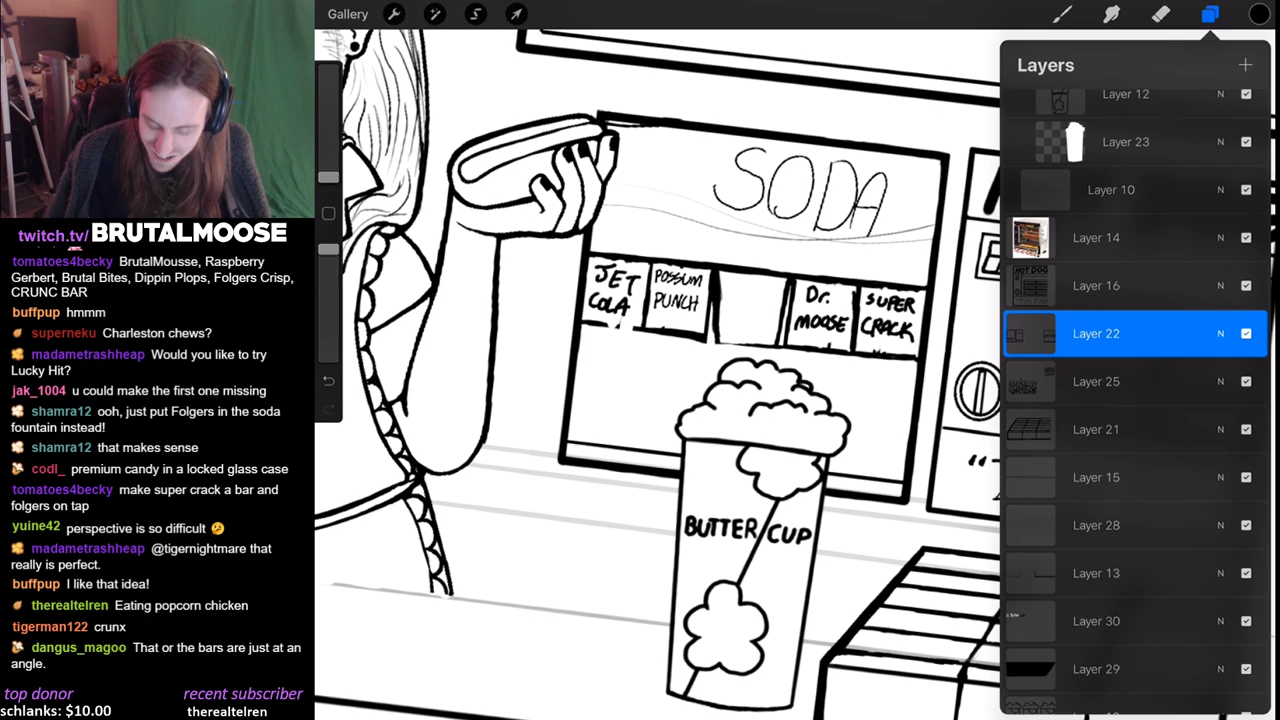 Gallery
SODA
JET
COLA
POSSUM
PUNCH
Dr.
MOOSE
SUPER
CRACK
BUTTER CUP
Layers
Layer 12
N
Layer 23
N
Layer 10
N
Layer 14
N
HOT DOG
Layer 16
N
Layer 22
N
Layer 25
N
Layer 21
N
Layer 15
N
Layer 28
N
Layer 13
N
Layer 30
N
Layer 29
N
twitch.tv/BRUTALMOOSE
tomatoes4becky BrutalMousse, Raspberry
Gerbert, Brutal Bites, Dippin Plops, Folgers Crisp,
CRUNC BAR
buffpup hmmm
superneku Charleston chews?
madametrashheap Would you like to try
Lucky Hit?
jak_1004 u could make the first one missing
shamra12 ooh, just put Folgers in the soda
fountain instead!
shamra12 that makes sense
codl_ premium candy in a locked glass case
tomatoes4becky make super crack a bar and
folgers on tap
yuine42 perspective is so difficult 🫤
madametrashheap @tigernightmare that
really is perfect.
buffpup I like that idea!
therealtelren Eating popcorn chicken
tigerman122 crunx
dangus_magoo That or the bars are just at an
angle.
top donor
schlanks: $10.00
recent subscriber
therealtelren